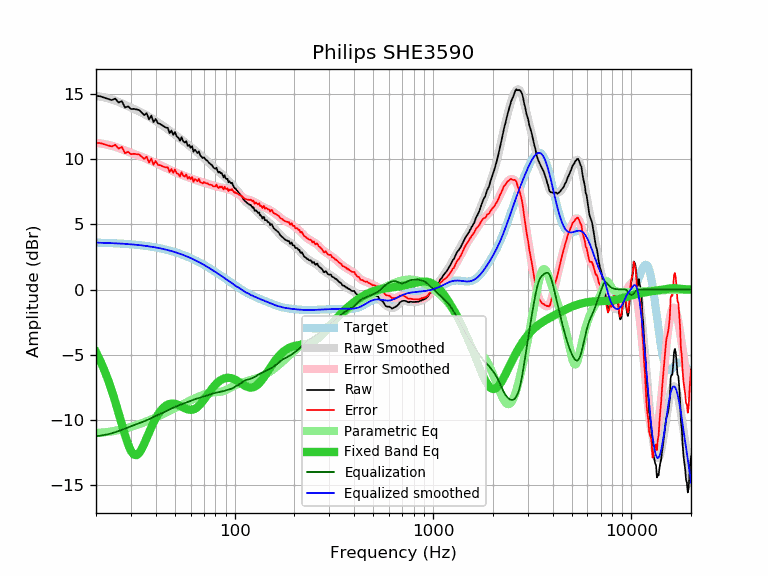 Philips SHE3590
Amplitude (dBr)
15
10
5
0
−5
−10
−15
Target
Raw Smoothed
Error Smoothed
Raw
Error
Parametric Eq
Fixed Band Eq
Equalization
Equalized smoothed
100
1000
10000
Frequency (Hz)